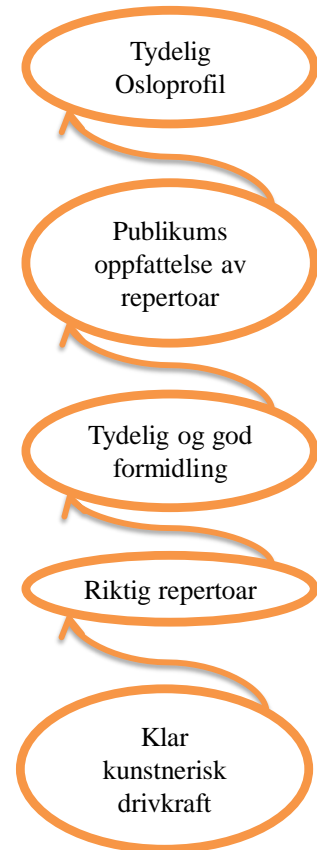 Tydelig
Osloprofil
Publikums
oppfattelse av
repertoar
Tydelig og god
formidling
Riktig repertoar
Klar
kunstnerisk
drivkraft